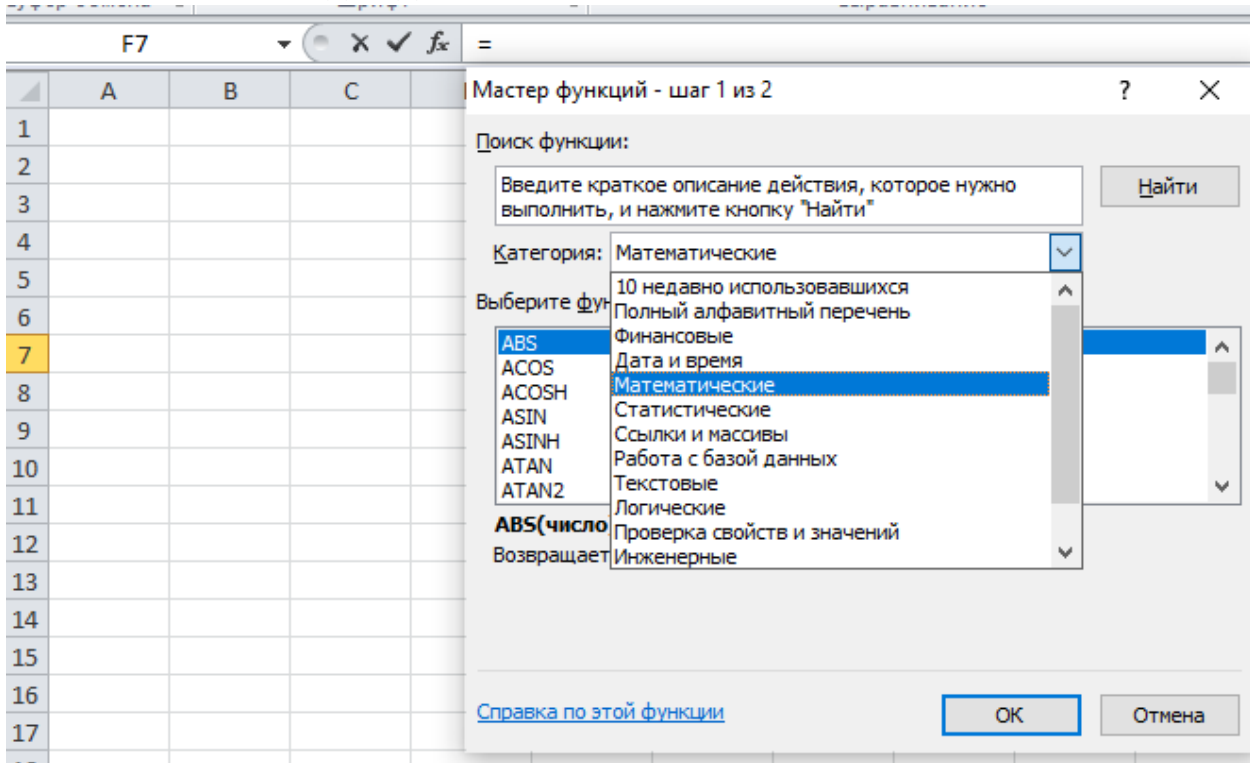 F7 fx =
A B C
Мастер функций - шаг 1 из 2 ? X
1
Поиск функции:
2
Введите краткое описание действия, которое нужно
выполнить, и нажмите кнопку "Найти"
Найти
3
4
Категория: Математические
5
10 недавно использовавшихся
Выберите фун
Полный алфавитный перечень
6
Финансовые
ABS
7
Дата и время
ACOS
Математические
8
ACOSH
Статистические
ASIN
9
Ссылки и массивы
ASINH
Работа с базой данных
10
ATAN
Текстовые
ATAN2
11
Логические
ABS(число
Проверка свойств и значений
12
Возвращает
Инженерные
13
14
15
16
Справка по этой функции
ОК
Отмена
17